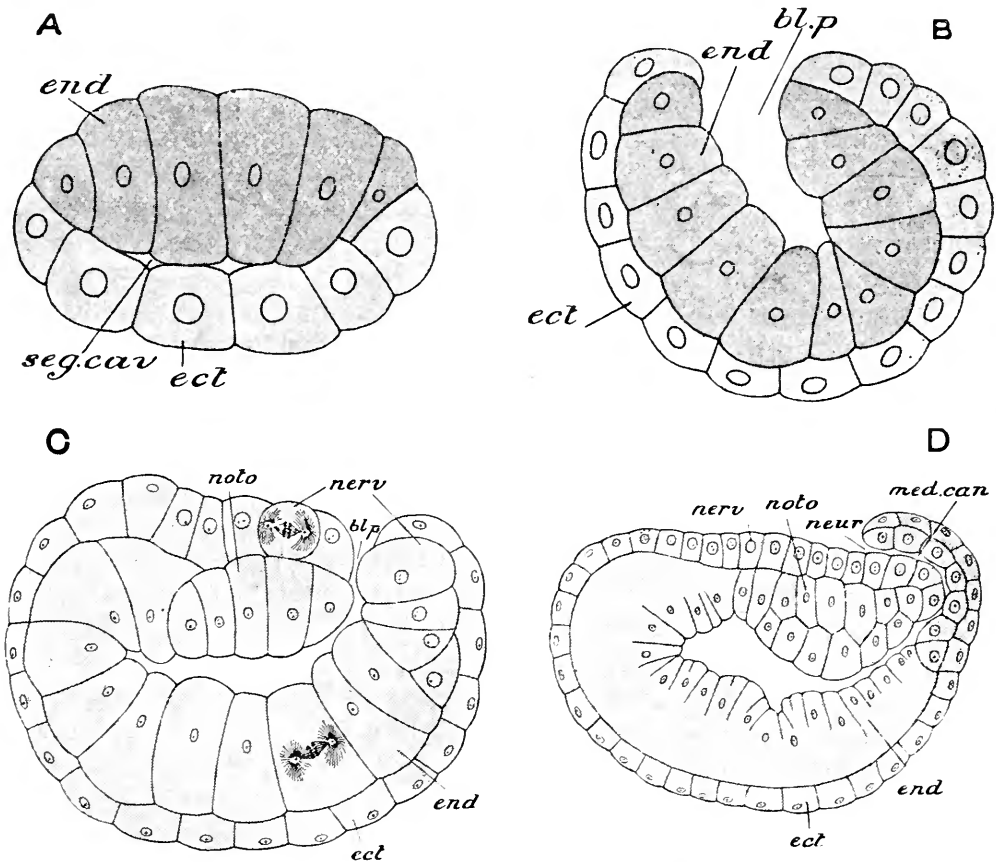 A
end
seg.cav
ect
B
bl.p
end
ect
C
noto
nerv
bl.p
end
ect
D
nerv
noto
neur
med.can
end
ect